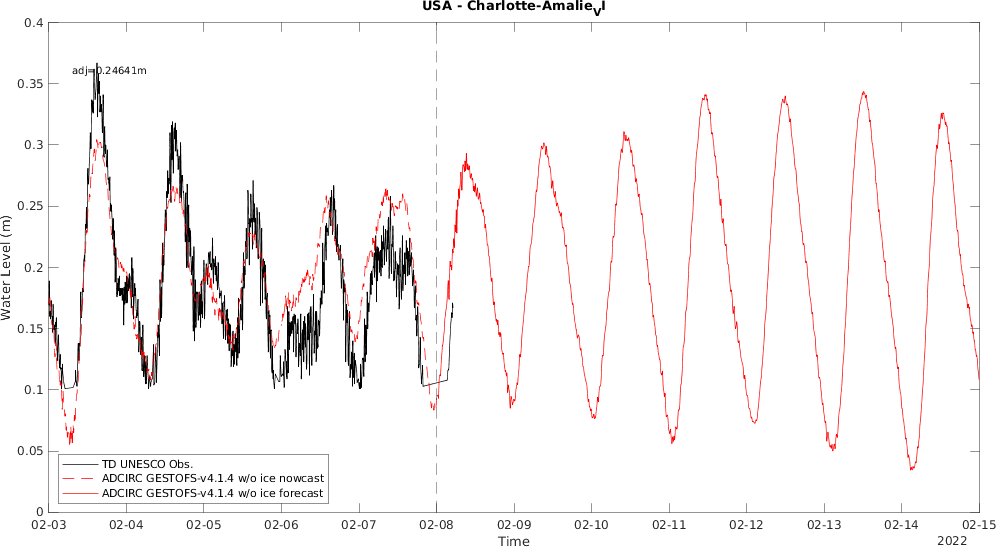 USA - Charlotte-AmalieVI
adj=0.24641m
0.4
0.35
0.3
0.25
0.2
0.15
0.1
0.05
0
Water Level (m)
TD UNESCO Obs.
ADCIRC GESTOFS-v4.1.4 w/o ice nowcast
ADCIRC GESTOFS-v4.1.4 w/o ice forecast
02-03 02-04 02-05 02-06 02-07 02-08 02-09 02-10 02-11 02-12 02-13 02-14 02-15
Time
2022